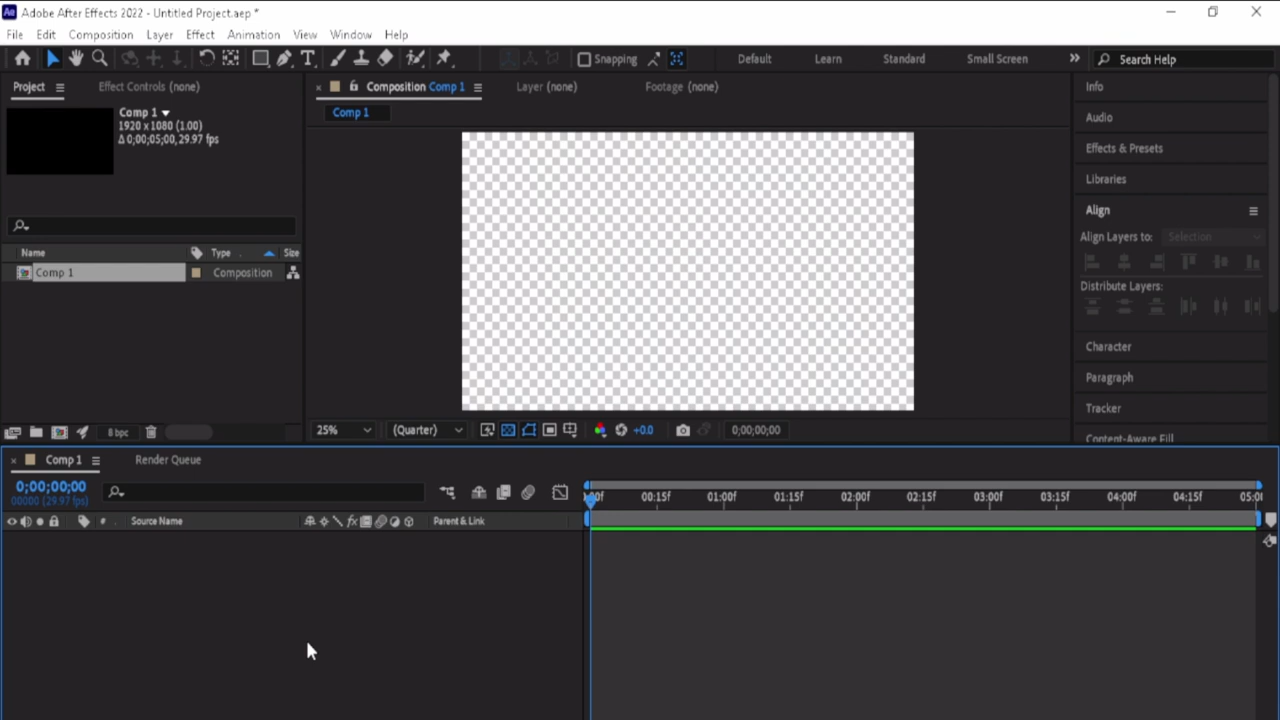 Ae Adobe After Effects 2022 - Untitled Project.aep *
File Edit Composition Layer Effect Animation View Window Help
Snapping Default Learn Standard Small Screen Search Help
Project Effect Controls (none) Composition Comp 1 Layer (none) Footage (none) Info
Comp 1
1920 x 1080 (1.00)
Δ 0;00;05;00, 29.97 fps
Comp 1
Audio
Effects & Presets
Libraries
Align
Align Layers to: Selection
Distribute Layers:
Character
Paragraph
Tracker
Content-Aware Fill
Name Type Size
Comp 1 Composition
8 bpc
25% (Quarter) +0.0 0;00;00;00
Comp 1 Render Queue
0;00;00;00
00000 (29.97 fps)
:00f 00:15f 01:00f 01:15f 02:00f 02:15f 03:00f 03:15f 04:00f 04:15f 05:0
# Source Name fx Parent & Link